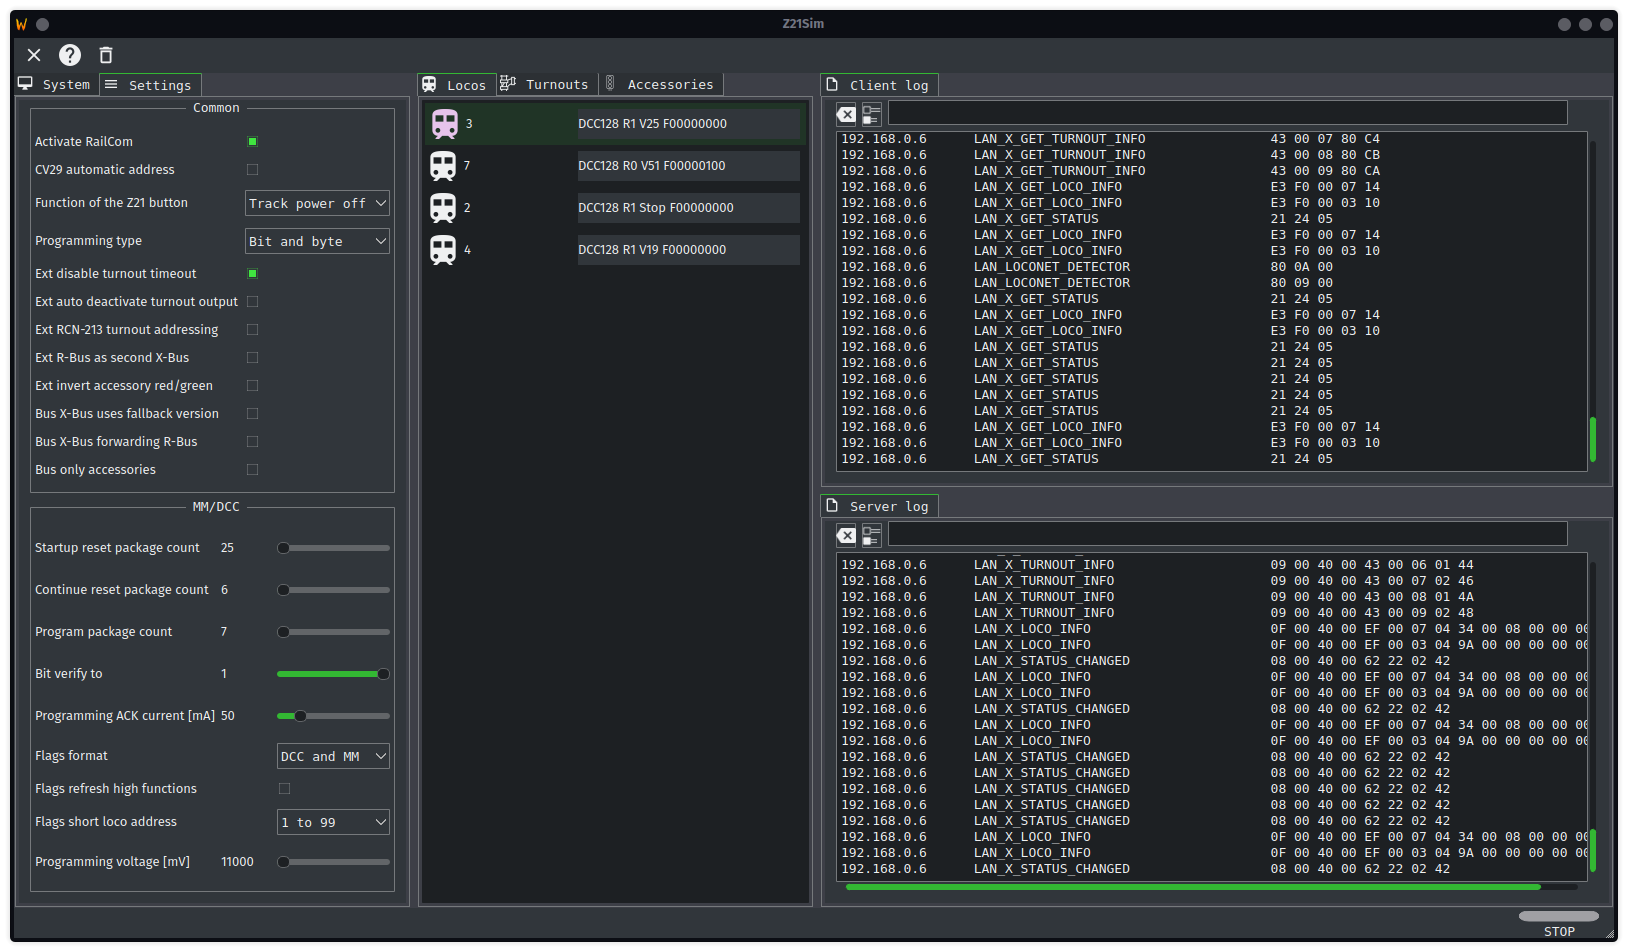 Z21Sim
System
Settings
Common
Activate RailCom
CV29 automatic address
Function of the Z21 button Track power off
Programming type Bit and byte
Ext disable turnout timeout
Ext auto deactivate turnout output
Ext RCN-213 turnout addressing
Ext R-Bus as second X-Bus
Ext invert accessory red/green
Bus X-Bus uses fallback version
Bus X-Bus forwarding R-Bus
Bus only accessories
MM/DCC
Startup reset package count 25
Continue reset package count 6
Program package count 7
Bit verify to 1
Programming ACK current [mA] 50
Flags format DCC and MM
Flags refresh high functions
Flags short loco address 1 to 99
Programming voltage [mV] 11000
Locos
Turnouts
Accessories
3 DCC128 R1 V25 F00000000
7 DCC128 R0 V51 F00000100
2 DCC128 R1 Stop F00000000
4 DCC128 R1 V19 F00000000
Client log
192.168.0.6 LAN_X_GET_TURNOUT_INFO 43 00 07 80 C4
192.168.0.6 LAN_X_GET_TURNOUT_INFO 43 00 08 80 CB
192.168.0.6 LAN_X_GET_TURNOUT_INFO 43 00 09 80 CA
192.168.0.6 LAN_X_GET_LOCO_INFO E3 F0 00 07 14
192.168.0.6 LAN_X_GET_LOCO_INFO E3 F0 00 03 10
192.168.0.6 LAN_X_GET_STATUS 21 24 05
192.168.0.6 LAN_X_GET_LOCO_INFO E3 F0 00 07 14
192.168.0.6 LAN_X_GET_LOCO_INFO E3 F0 00 03 10
192.168.0.6 LAN_LOCONET_DETECTOR 80 0A 00
192.168.0.6 LAN_LOCONET_DETECTOR 80 09 00
192.168.0.6 LAN_X_GET_STATUS 21 24 05
192.168.0.6 LAN_X_GET_LOCO_INFO E3 F0 00 07 14
192.168.0.6 LAN_X_GET_LOCO_INFO E3 F0 00 03 10
192.168.0.6 LAN_X_GET_STATUS 21 24 05
192.168.0.6 LAN_X_GET_STATUS 21 24 05
192.168.0.6 LAN_X_GET_STATUS 21 24 05
192.168.0.6 LAN_X_GET_STATUS 21 24 05
192.168.0.6 LAN_X_GET_STATUS 21 24 05
192.168.0.6 LAN_X_GET_LOCO_INFO E3 F0 00 07 14
192.168.0.6 LAN_X_GET_LOCO_INFO E3 F0 00 03 10
192.168.0.6 LAN_X_GET_STATUS 21 24 05
Server log
192.168.0.6 LAN_X_TURNOUT_INFO 09 00 40 00 43 00 06 01 44
192.168.0.6 LAN_X_TURNOUT_INFO 09 00 40 00 43 00 07 02 46
192.168.0.6 LAN_X_TURNOUT_INFO 09 00 40 00 43 00 08 01 4A
192.168.0.6 LAN_X_TURNOUT_INFO 09 00 40 00 43 00 09 02 48
192.168.0.6 LAN_X_LOCO_INFO 0F 00 40 00 EF 00 07 04 34 00 08 00 00 00
192.168.0.6 LAN_X_LOCO_INFO 0F 00 40 00 EF 00 03 04 9A 00 00 00 00 00
192.168.0.6 LAN_X_STATUS_CHANGED 08 00 40 00 62 22 02 42
192.168.0.6 LAN_X_LOCO_INFO 0F 00 40 00 EF 00 07 04 34 00 08 00 00 00
192.168.0.6 LAN_X_LOCO_INFO 0F 00 40 00 EF 00 03 04 9A 00 00 00 00 00
192.168.0.6 LAN_X_STATUS_CHANGED 08 00 40 00 62 22 02 42
192.168.0.6 LAN_X_LOCO_INFO 0F 00 40 00 EF 00 07 04 34 00 08 00 00 00
192.168.0.6 LAN_X_LOCO_INFO 0F 00 40 00 EF 00 03 04 9A 00 00 00 00 00
192.168.0.6 LAN_X_STATUS_CHANGED 08 00 40 00 62 22 02 42
192.168.0.6 LAN_X_STATUS_CHANGED 08 00 40 00 62 22 02 42
192.168.0.6 LAN_X_STATUS_CHANGED 08 00 40 00 62 22 02 42
192.168.0.6 LAN_X_STATUS_CHANGED 08 00 40 00 62 22 02 42
192.168.0.6 LAN_X_STATUS_CHANGED 08 00 40 00 62 22 02 42
192.168.0.6 LAN_X_LOCO_INFO 0F 00 40 00 EF 00 07 04 34 00 08 00 00 00
192.168.0.6 LAN_X_LOCO_INFO 0F 00 40 00 EF 00 03 04 9A 00 00 00 00 00
192.168.0.6 LAN_X_STATUS_CHANGED 08 00 40 00 62 22 02 42
STOP